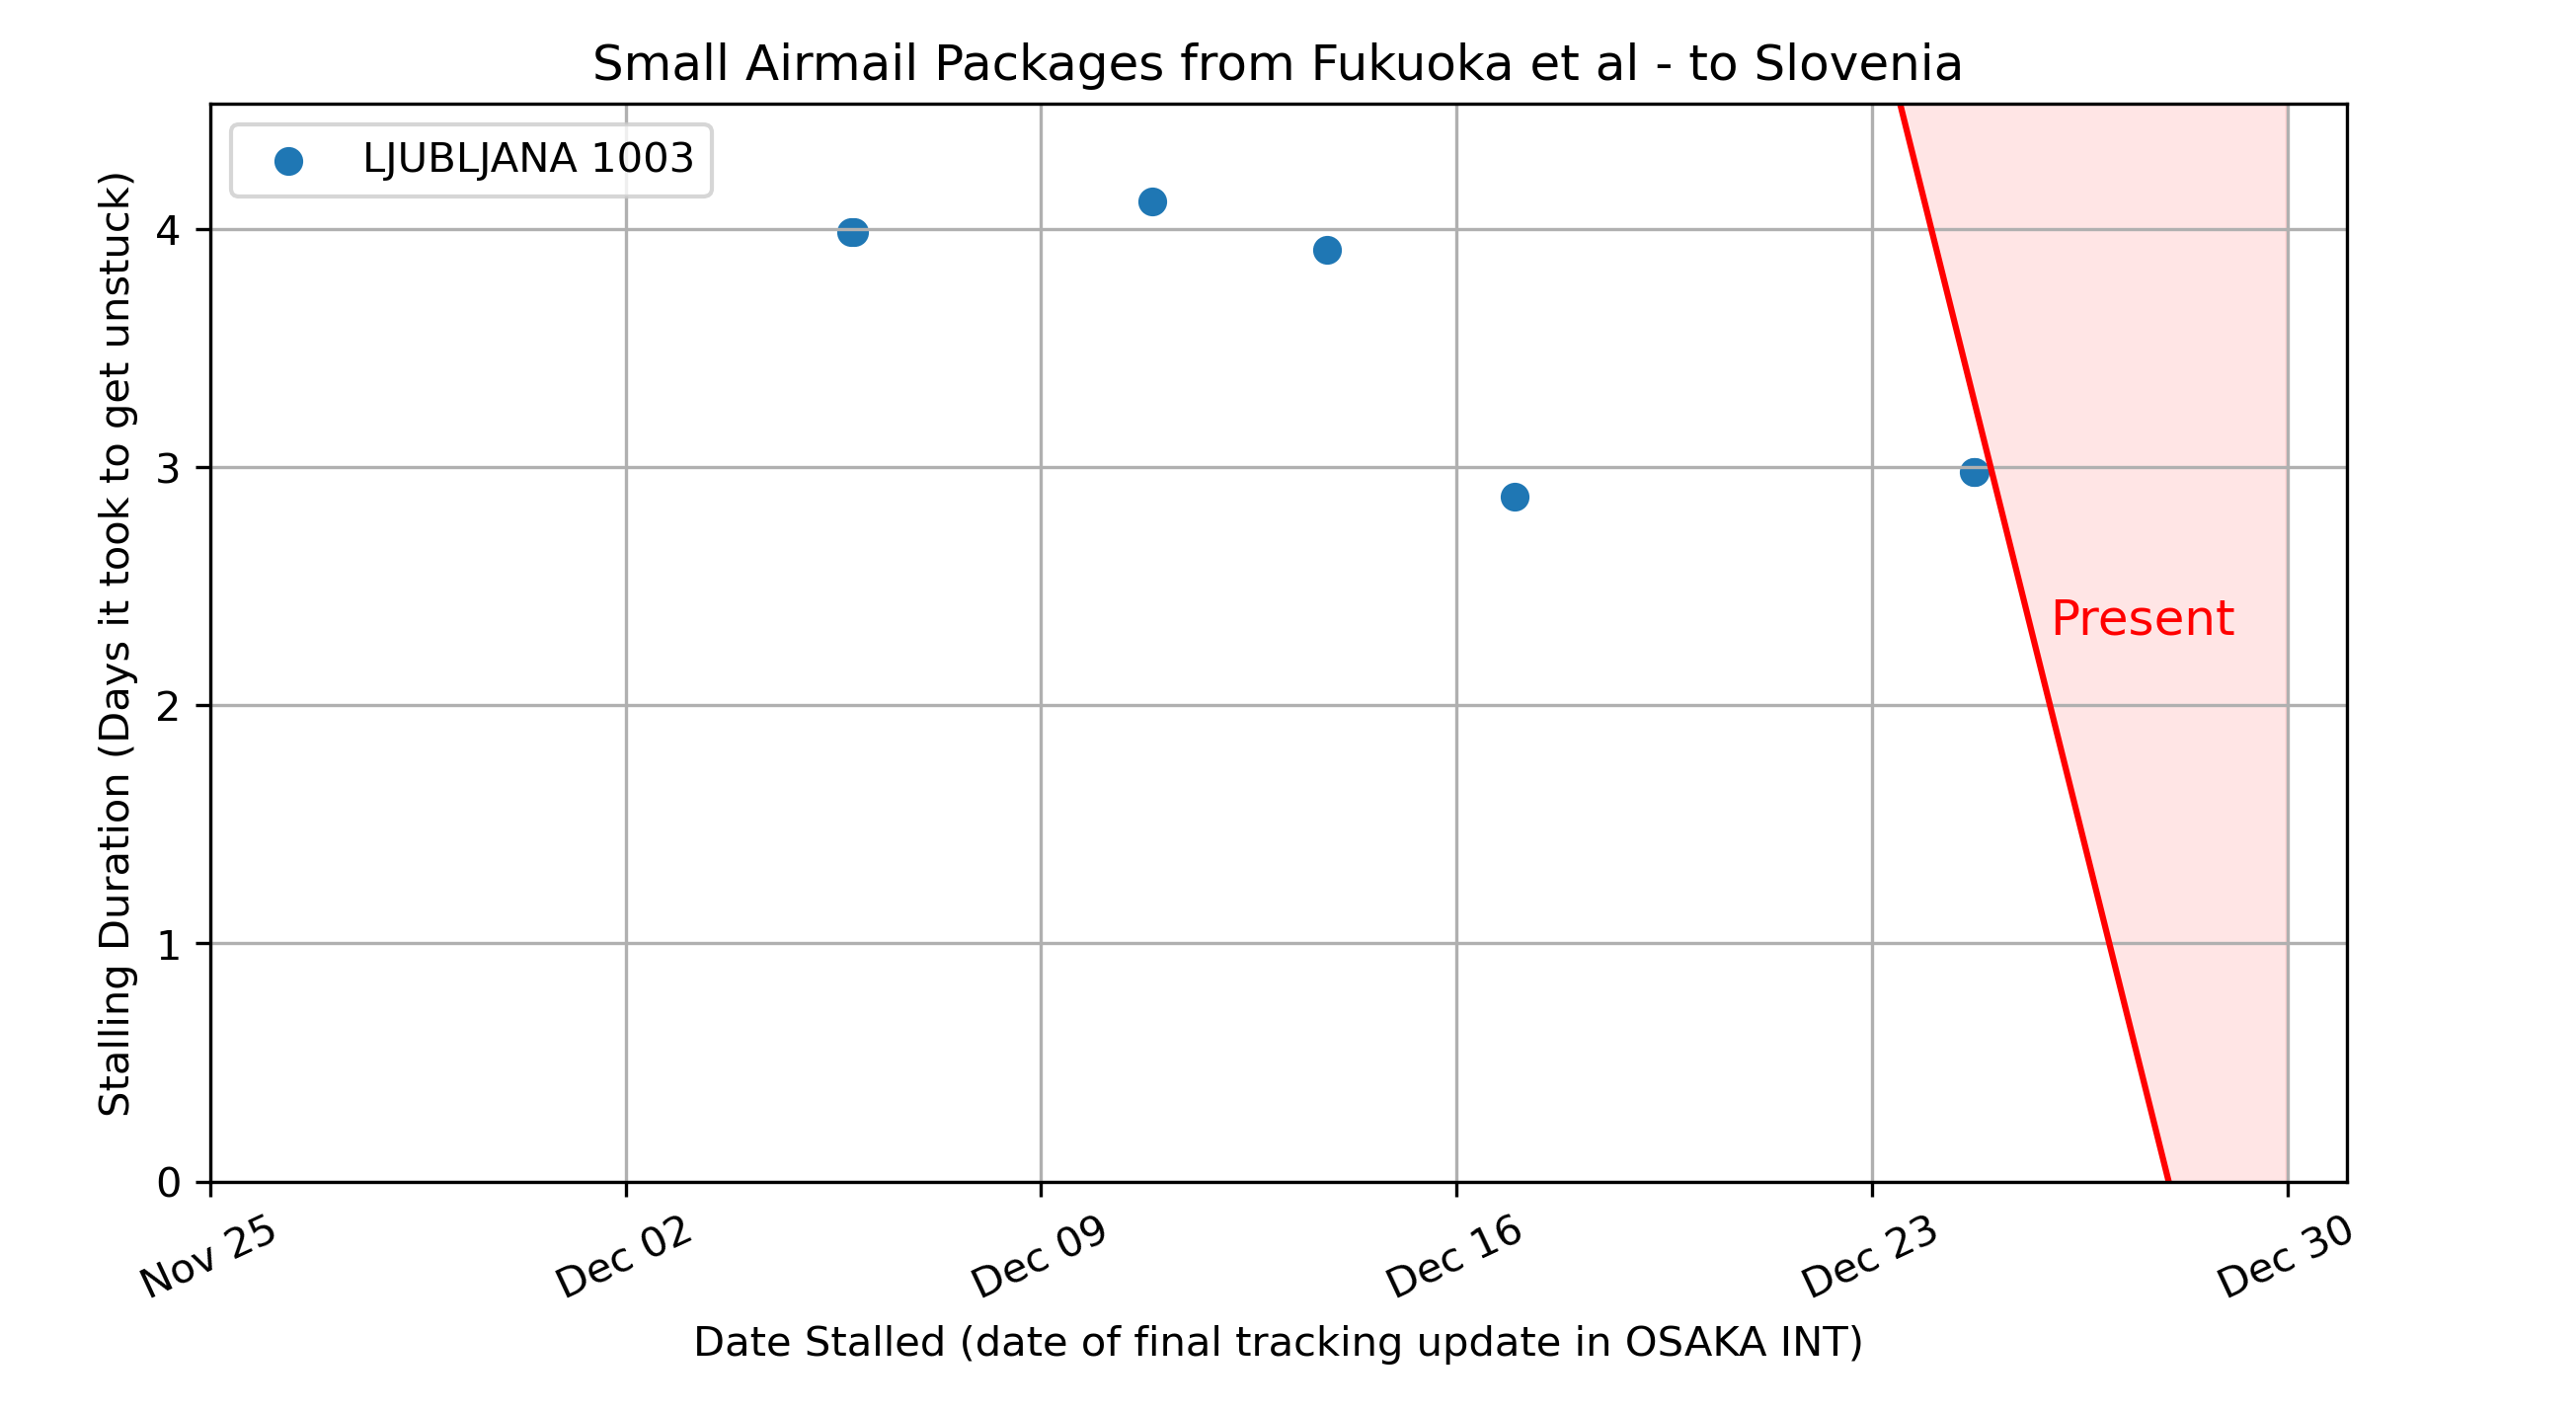 Small Airmail Packages from Fukuoka et al - to Slovenia
LJUBLJANA 1003
Stalling Duration (Days it took to get unstuck)
4
3
2
1
0
Present
Nov 25
Dec 02
Dec 09
Dec 16
Dec 23
Dec 30
Date Stalled (date of final tracking update in OSAKA INT)